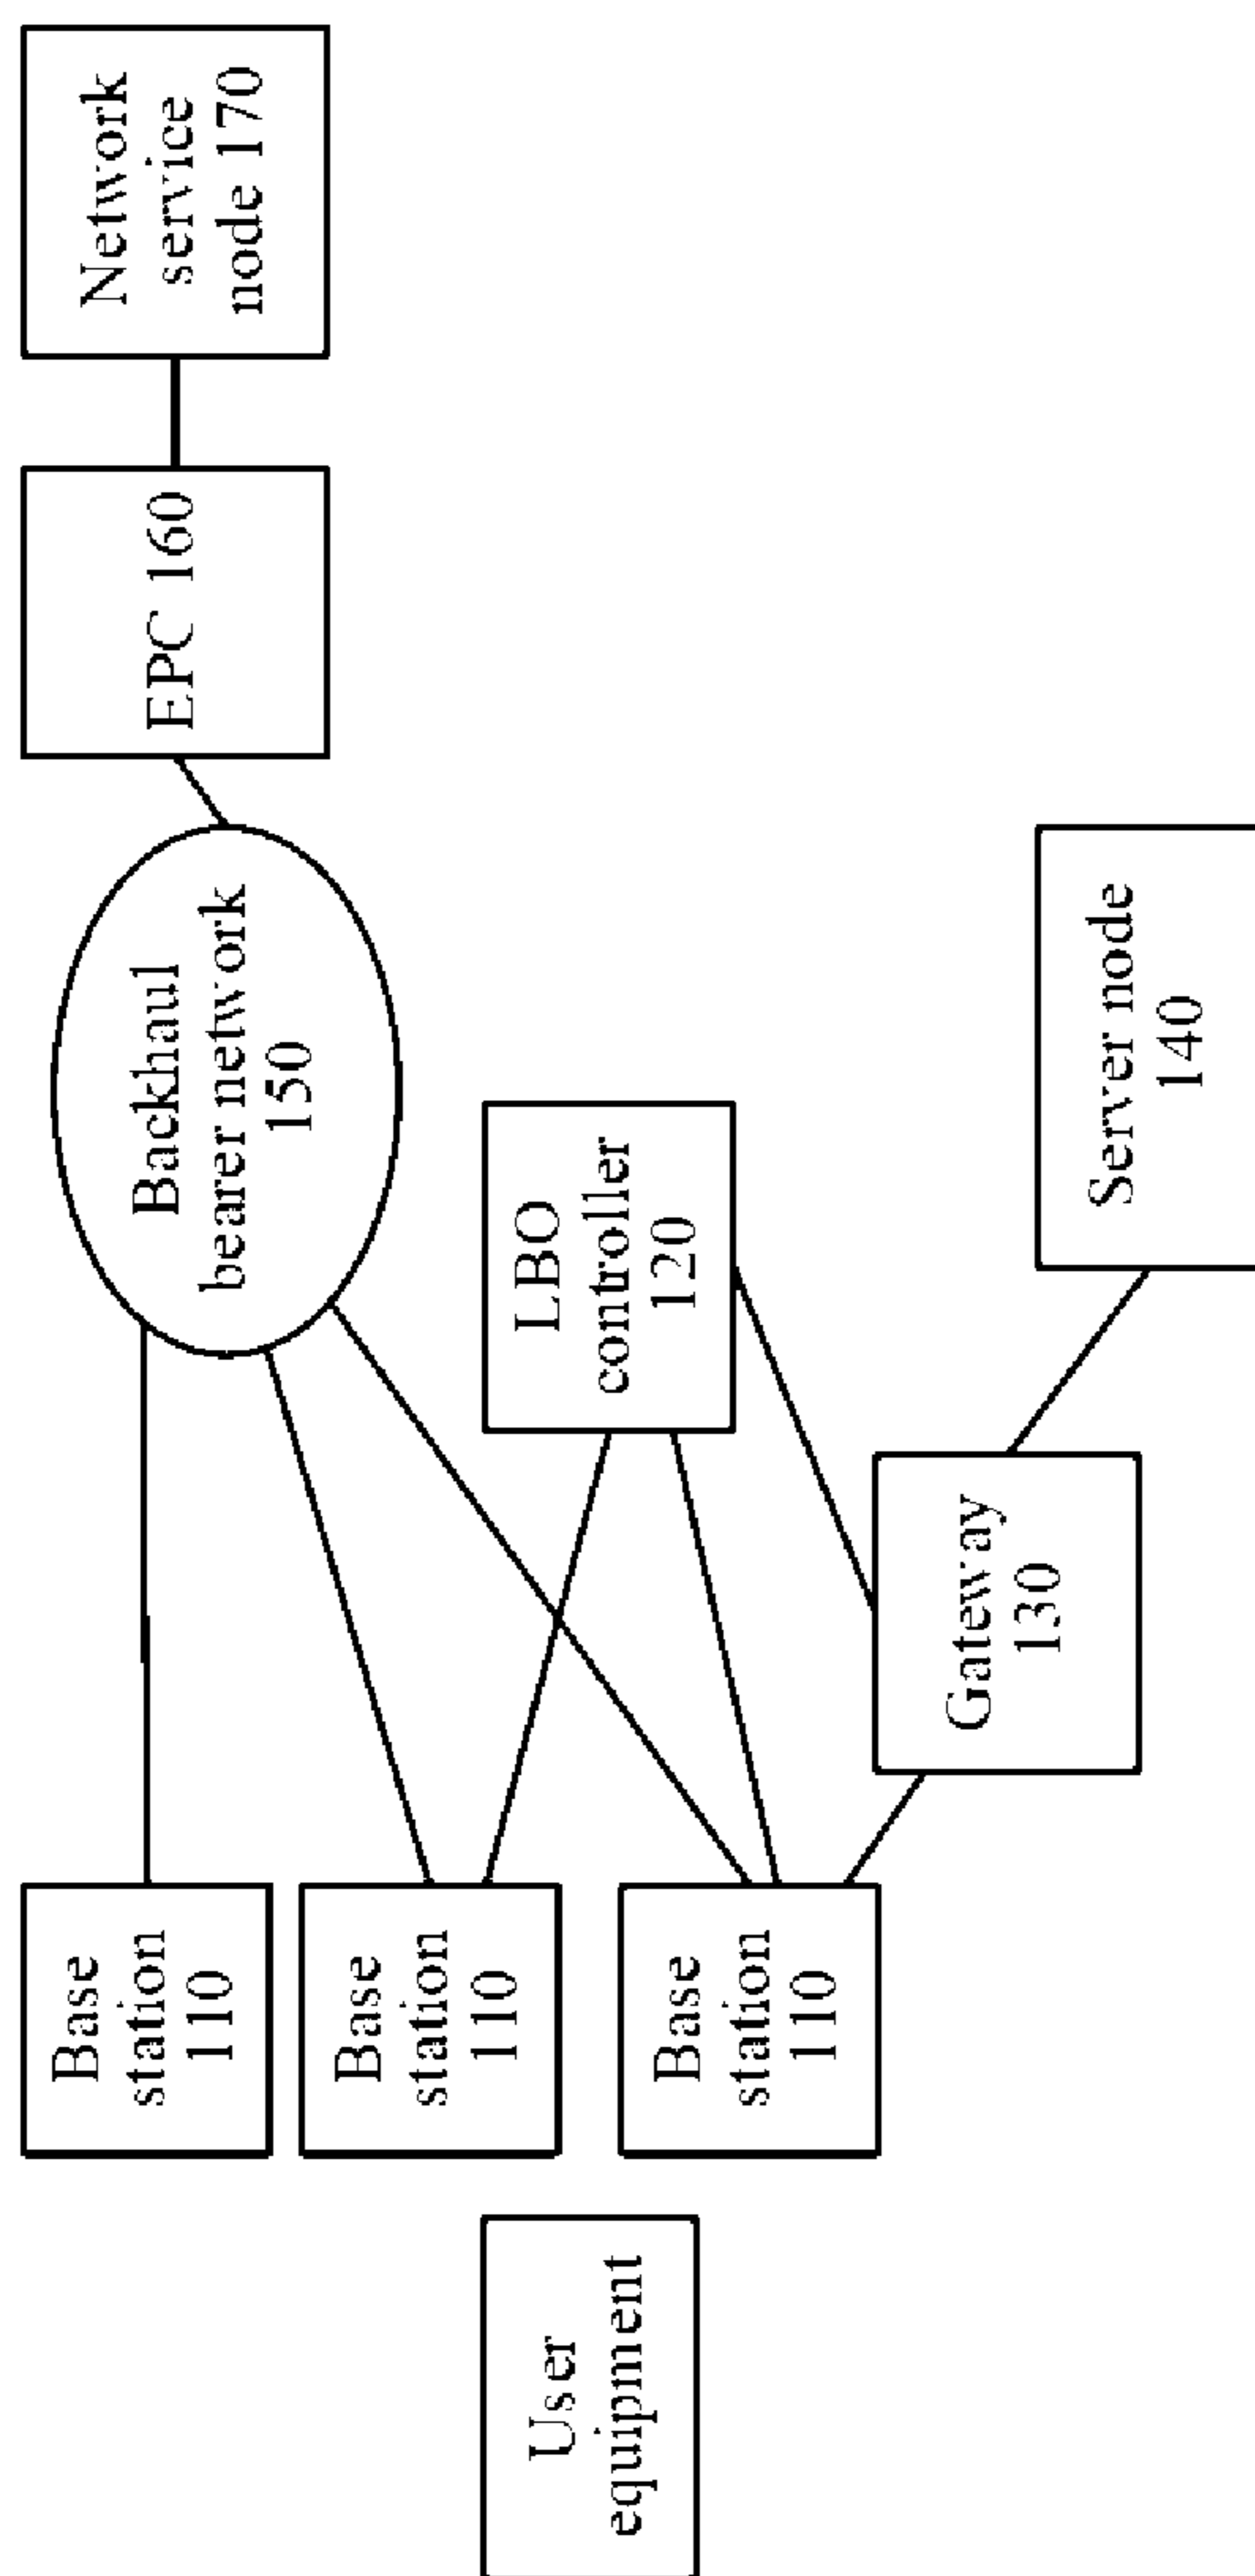 Network
service
node 170
EPC 160
Backhaul
bearer network
150
LBO
controller
120
Server node
140
Gateway
130
Base
station
110
Base
station
110
Base
station
110
User
equipment